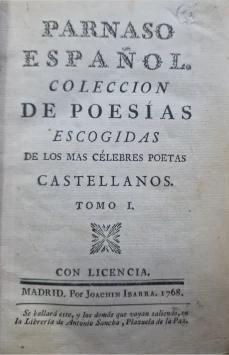 PARNASO
ESPAÑOL.
COLECCION
DE POESÍAS
ESCOGIDAS
DE LOS MAS CÉLEBRES POETAS
CASTELLANOS.
TOMO I.
CON LICENCIA.
MADRID. Por JOACHIN IBARRA. 1768.
Se hallará este, y los demás que vayan saliendo, en
la Librería de Antonio Sancha, Plazuela de la Paz.